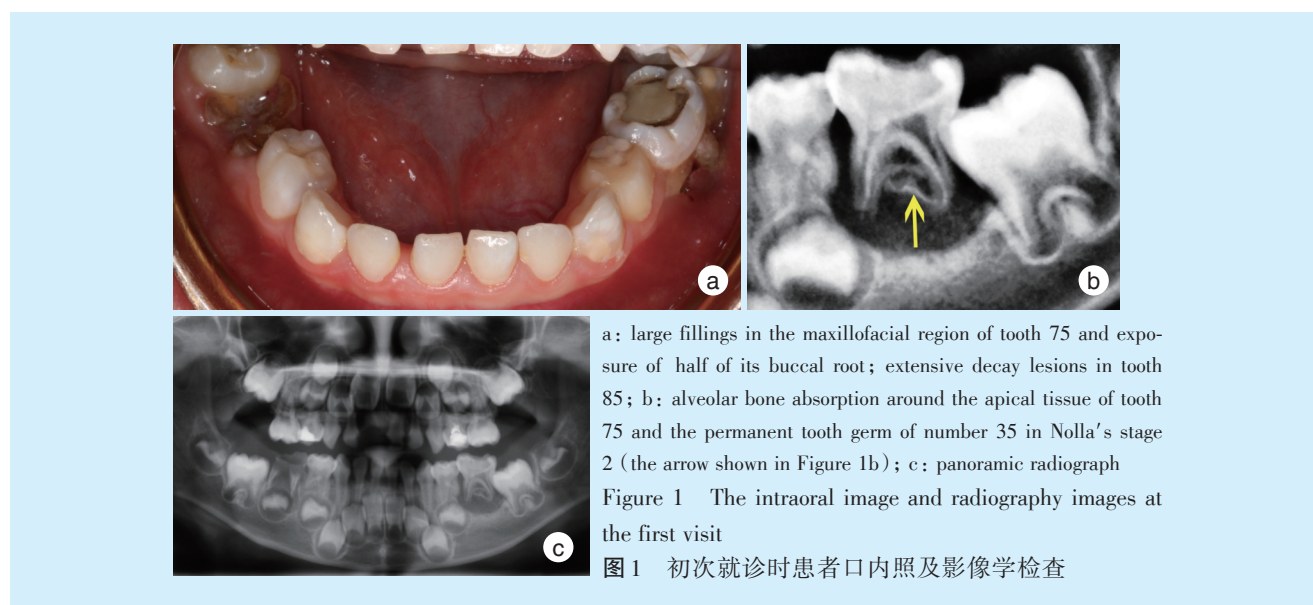 a
b
c
a: large fillings in the maxillofacial region of tooth 75 and expo-
sure of half of its buccal root; extensive decay lesions in tooth
85; b: alveolar bone absorption around the apical tissue of tooth
75 and the permanent tooth germ of number 35 in Nolla′s stage
2 (the arrow shown in Figure 1b); c: panoramic radiograph
Figure 1 The intraoral image and radiography images at
the first visit
图1 初次就诊时患者口内照及影像学检查